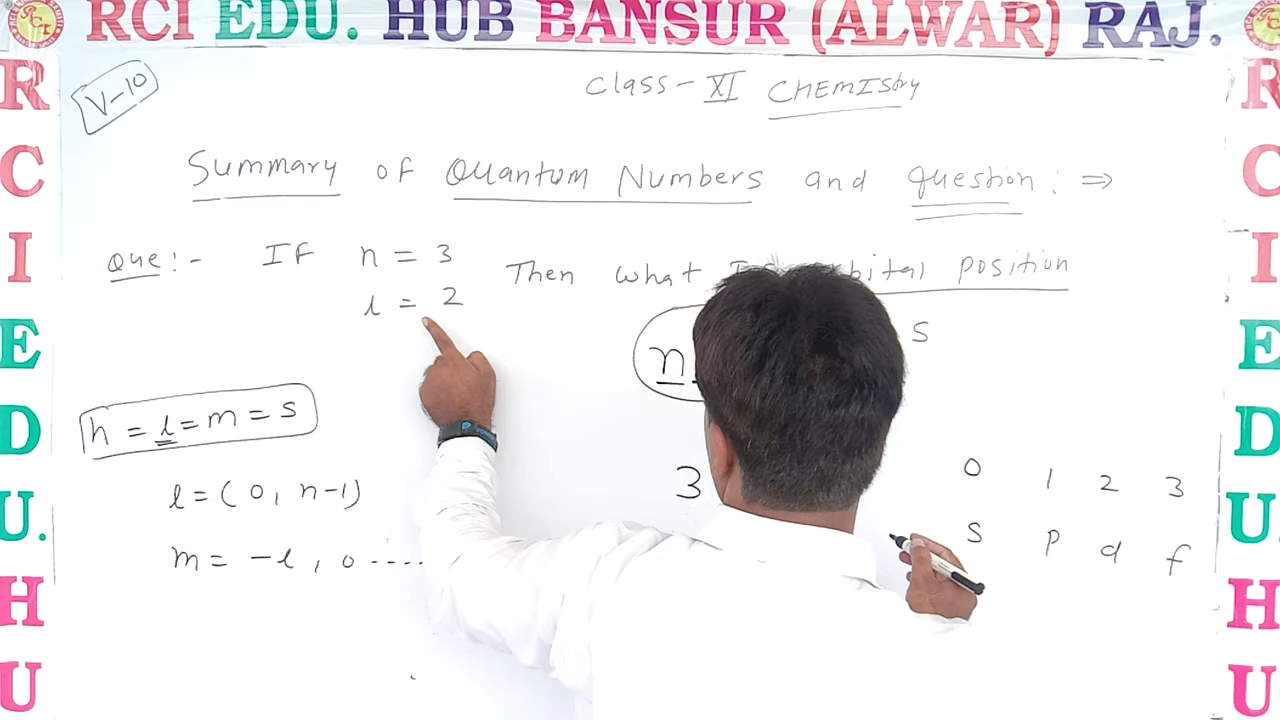 RCI EDU. HUB BANSUR (ALWAR) RAJ.
R C I E D U. H U
V-10
Class - XI CHEMIStry
Summary of Quantum Numbers and question : ⇒
Que :- IF n = 3 Then what orbital position
l = 2
n S
n = l = m = s
l = ( 0 , n-1 )
3
0 1 2 3
S p d f
m = -l , 0 ....
R C I E D U. H U